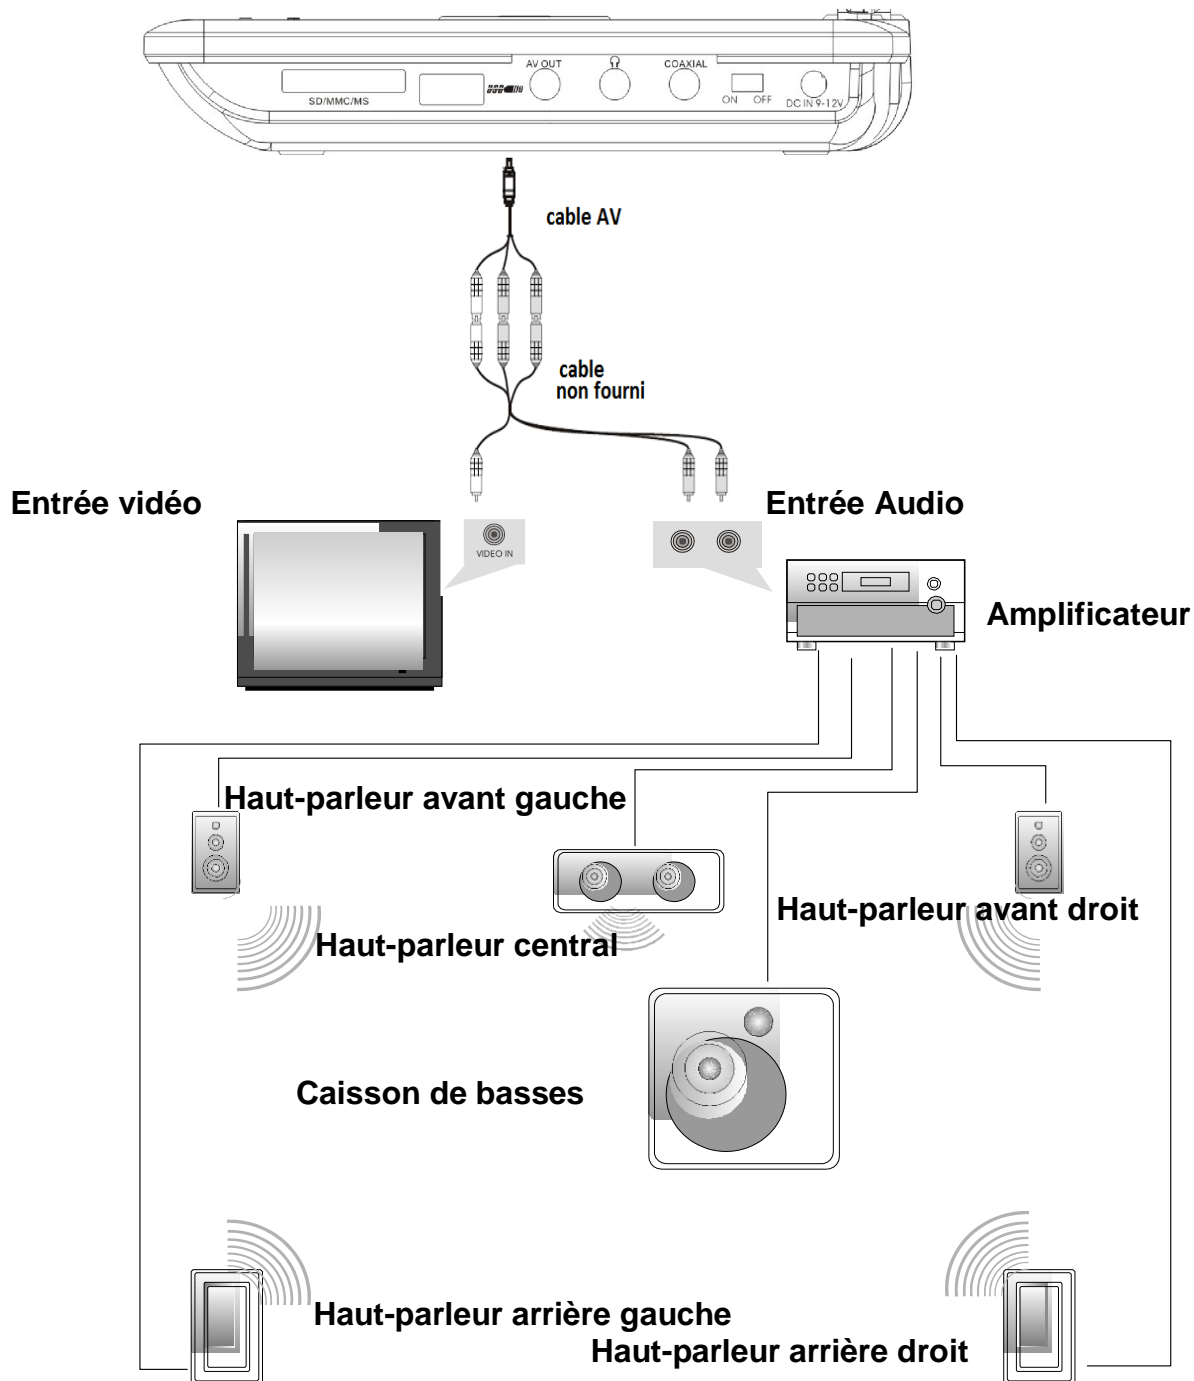 AV OUT
COAXIAL
SD/MMC/MS
ON OFF
DC IN 9-12V
cable AV
cable
non fourni
Entrée vidéo
Entrée Audio
VIDEO IN
Amplificateur
Haut-parleur avant gauche
Haut-parleur avant droit
Haut-parleur central
Caisson de basses
Haut-parleur arrière gauche
Haut-parleur arrière droit